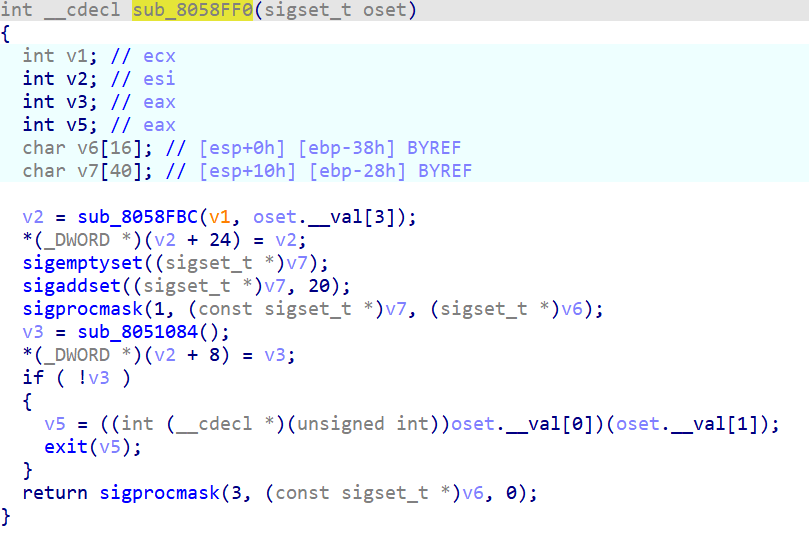 int __cdecl sub_8058FF0(sigset_t oset)
{
  int v1; // ecx
  int v2; // esi
  int v3; // eax
  int v5; // eax
  char v6[16]; // [esp+0h] [ebp-38h] BYREF
  char v7[40]; // [esp+10h] [ebp-28h] BYREF

  v2 = sub_8058FBC(v1, oset.__val[3]);
  *(_DWORD *)(v2 + 24) = v2;
  sigemptyset((sigset_t *)v7);
  sigaddset((sigset_t *)v7, 20);
  sigprocmask(1, (const sigset_t *)v7, (sigset_t *)v6);
  v3 = sub_8051084();
  *(_DWORD *)(v2 + 8) = v3;
  if ( !v3 )
  {
    v5 = ((int (__cdecl *)(unsigned int))oset.__val[0])(oset.__val[1]);
    exit(v5);
  }
  return sigprocmask(3, (const sigset_t *)v6, 0);
}